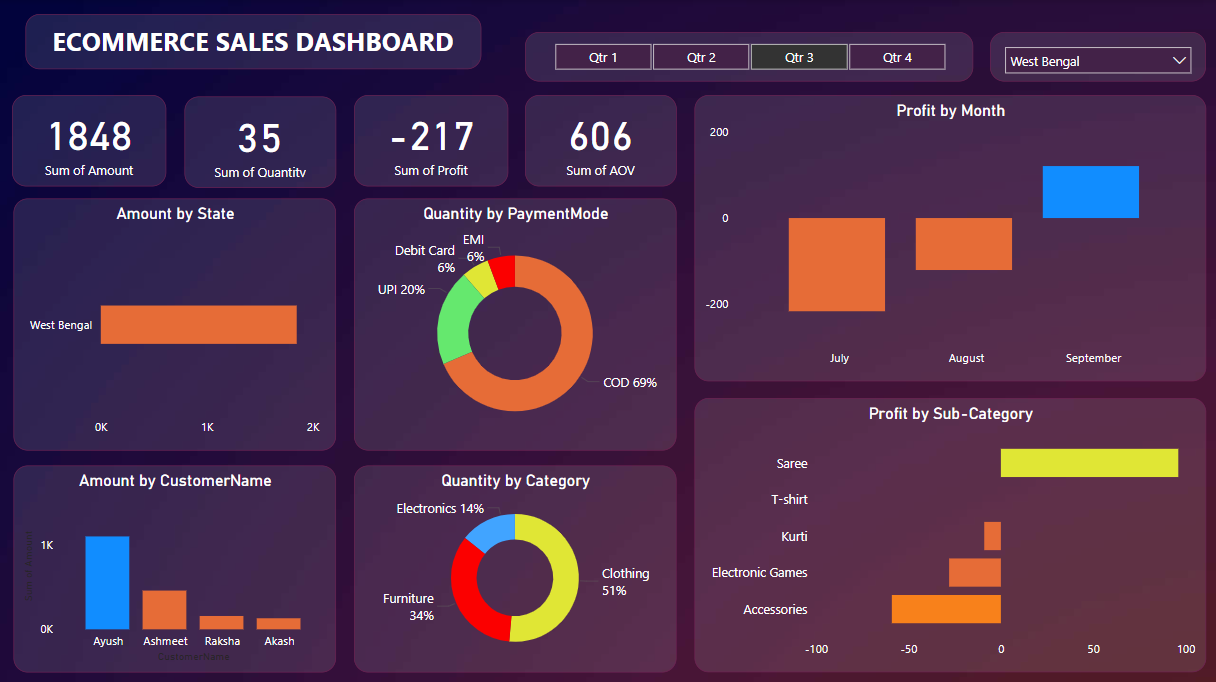 ECOMMERCE SALES DASHBOARD
Qtr 1
Qtr 2
Qtr 3
Qtr 4
West Bengal
1848
Sum of Amount
35
Sum of Quantity
-217
Sum of Profit
606
Sum of AOV
Profit by Month
200
0
-200
July
August
September
Amount by State
West Bengal
0K
1K
2K
Quantity by PaymentMode
EMI
6%
Debit Card
6%
UPI 20%
COD 69%
Profit by Sub-Category
Saree
T-shirt
Kurti
Electronic Games
Accessories
-100
-50
0
50
100
Amount by CustomerName
Sum of Amount
1K
0K
Ayush
Ashmeet
Raksha
Akash
CustomerName
Quantity by Category
Electronics 14%
Clothing
51%
Furniture
34%